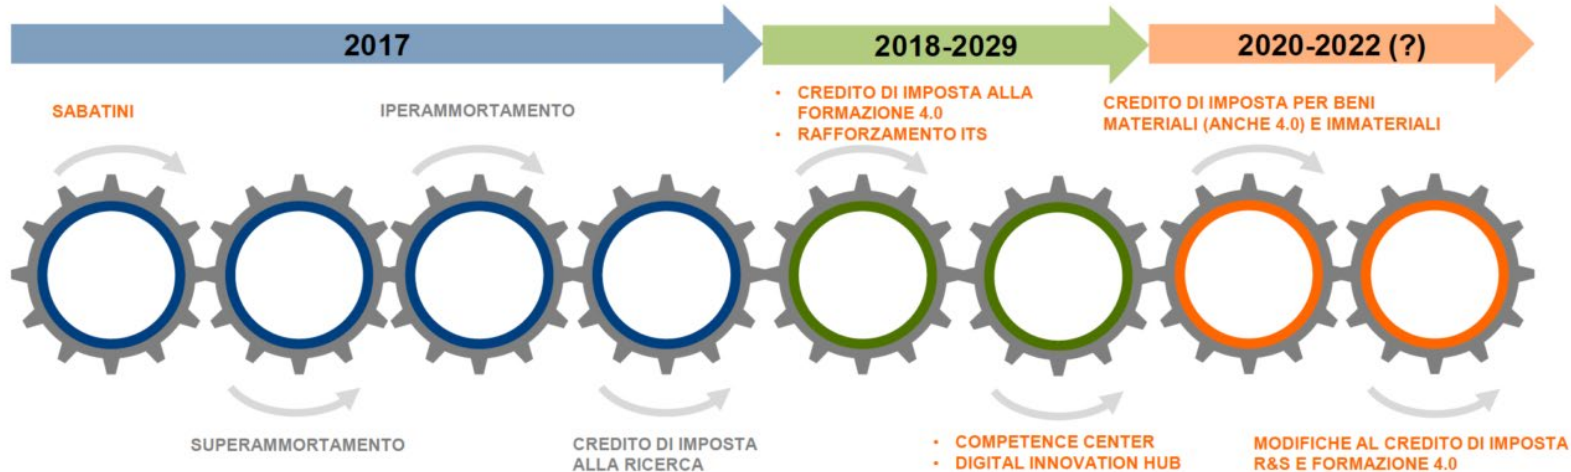 2017
2018-2029
2020-2022 (?)
SABATINI
IPERAMMORTAMENTO
• CREDITO DI IMPOSTA ALLA
FORMAZIONE 4.0
• RAFFORZAMENTO ITS
CREDITO DI IMPOSTA PER BENI
MATERIALI (ANCHE 4.0) E IMMATERIALI
SUPERAMMORTAMENTO
CREDITO DI IMPOSTA
ALLA RICERCA
• COMPETENCE CENTER
• DIGITAL INNOVATION HUB
MODIFICHE AL CREDITO DI IMPOSTA
R&S E FORMAZIONE 4.0